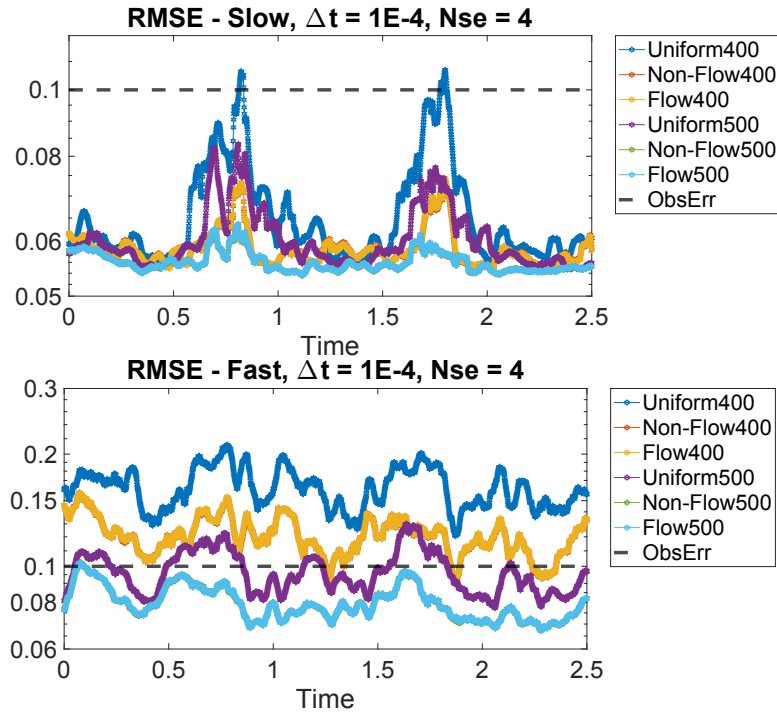 RMSE - Slow, Δt = 1E-4, Nse = 4
0.1
0.08
0.06
0.05
0
0.5
1
1.5
2
2.5
Time
Uniform400
Non-Flow400
Flow400
Uniform500
Non-Flow500
Flow500
ObsErr
RMSE - Fast, Δt = 1E-4, Nse = 4
0.3
0.2
0.15
0.1
0.08
0.06
0
0.5
1
1.5
2
2.5
Time
Uniform400
Non-Flow400
Flow400
Uniform500
Non-Flow500
Flow500
ObsErr